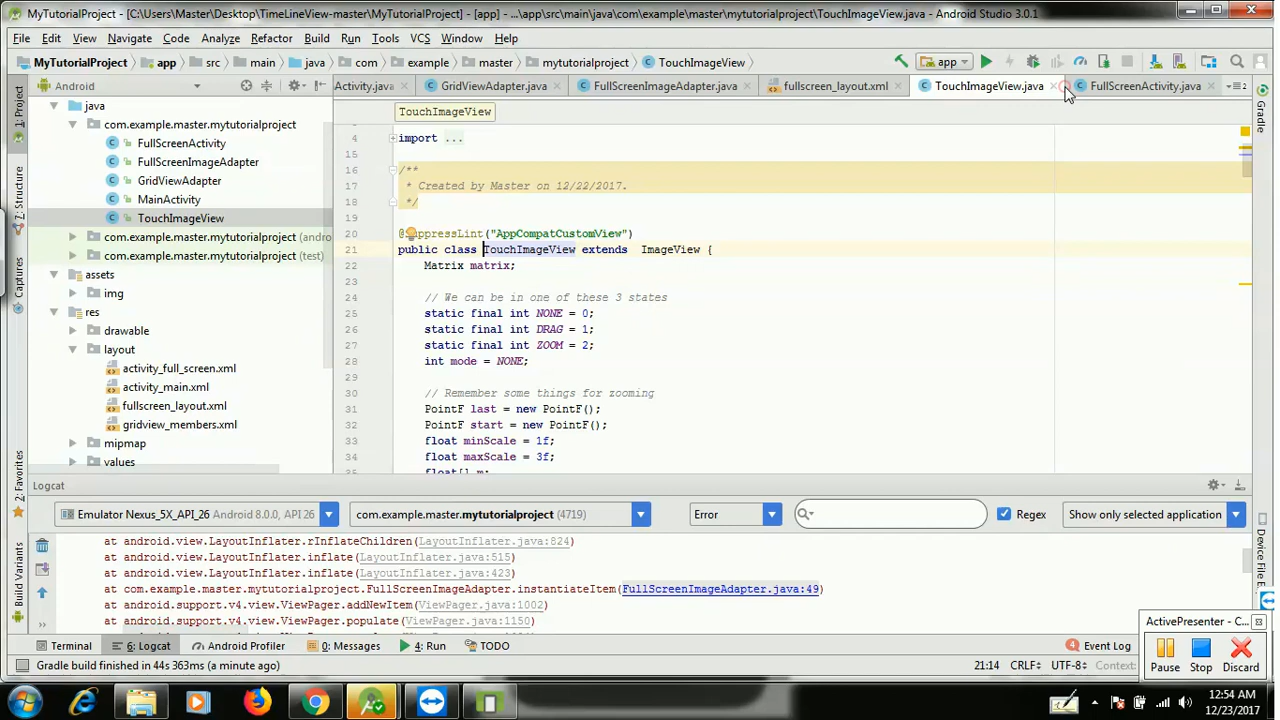 MyTutorialProject - [C:\Users\Master\Desktop\TimeLineView-master\MyTutorialProject] - [app] - ...\app\src\main\java\com\example\master\mytutorialproject\TouchImageView.java - Android Studio 3.0.1
File Edit View Navigate Code Analyze Refactor Build Run Tools VCS Window Help
MyTutorialProject app src main java com example master mytutorialproject TouchImageView app
Android
Activity.java GridViewAdapter.java FullScreenImageAdapter.java fullscreen_layout.xml TouchImageView.java FullScreenActivity.java
1: Project
Z: Structure
Captures
2: Favorites
Build Variants
java
com.example.master.mytutorialproject
FullScreenActivity
FullScreenImageAdapter
GridViewAdapter
MainActivity
TouchImageView
com.example.master.mytutorialproject (andro
com.example.master.mytutorialproject (test)
assets
img
res
drawable
layout
activity_full_screen.xml
activity_main.xml
fullscreen_layout.xml
gridview_members.xml
mipmap
values
TouchImageView
4 import ...
15
16 /**
17 * Created by Master on 12/22/2017.
18 */
19
20 ppressLint("AppCompatCustomView")
21 public class TouchImageView extends ImageView {
22 Matrix matrix;
23
24 // We can be in one of these 3 states
25 static final int NONE = 0;
26 static final int DRAG = 1;
27 static final int ZOOM = 2;
28 int mode = NONE;
29
30 // Remember some things for zooming
31 PointF last = new PointF();
32 PointF start = new PointF();
33 float minScale = 1f;
34 float maxScale = 3f;
35 float[] m;
Gradle
Device File E
Logcat
Emulator Nexus_5X_API_26 Android 8.0.0, API 26 com.example.master.mytutorialproject (4719) Error Regex Show only selected application
at android.view.LayoutInflater.rInflateChildren(LayoutInflater.java:824)
at android.view.LayoutInflater.inflate(LayoutInflater.java:515)
at android.view.LayoutInflater.inflate(LayoutInflater.java:423)
at com.example.master.mytutorialproject.FullScreenImageAdapter.instantiateItem(FullScreenImageAdapter.java:49)
at android.support.v4.view.ViewPager.addNewItem(ViewPager.java:1002)
at android.support.v4.view.ViewPager.populate(ViewPager.java:1150)
ActivePresenter - C...
Pause Stop Discard
Terminal 6: Logcat Android Profiler 0: Messages 4: Run TODO 4 Event Log
Gradle build finished in 44s 363ms (a minute ago) 21:14 CRLF UTF-8 Context:
12:54 AM
12/23/2017